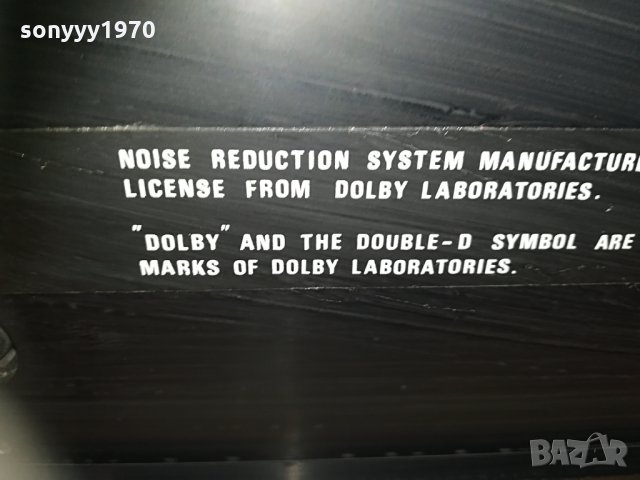 sonyyy1970
NOISE REDUCTION SYSTEM MANUFACTURE
LICENSE FROM DOLBY LABORATORIES.
"DOLBY" AND THE DOUBLE-D SYMBOL ARE
MARKS OF DOLBY LABORATORIES.
BAZAR